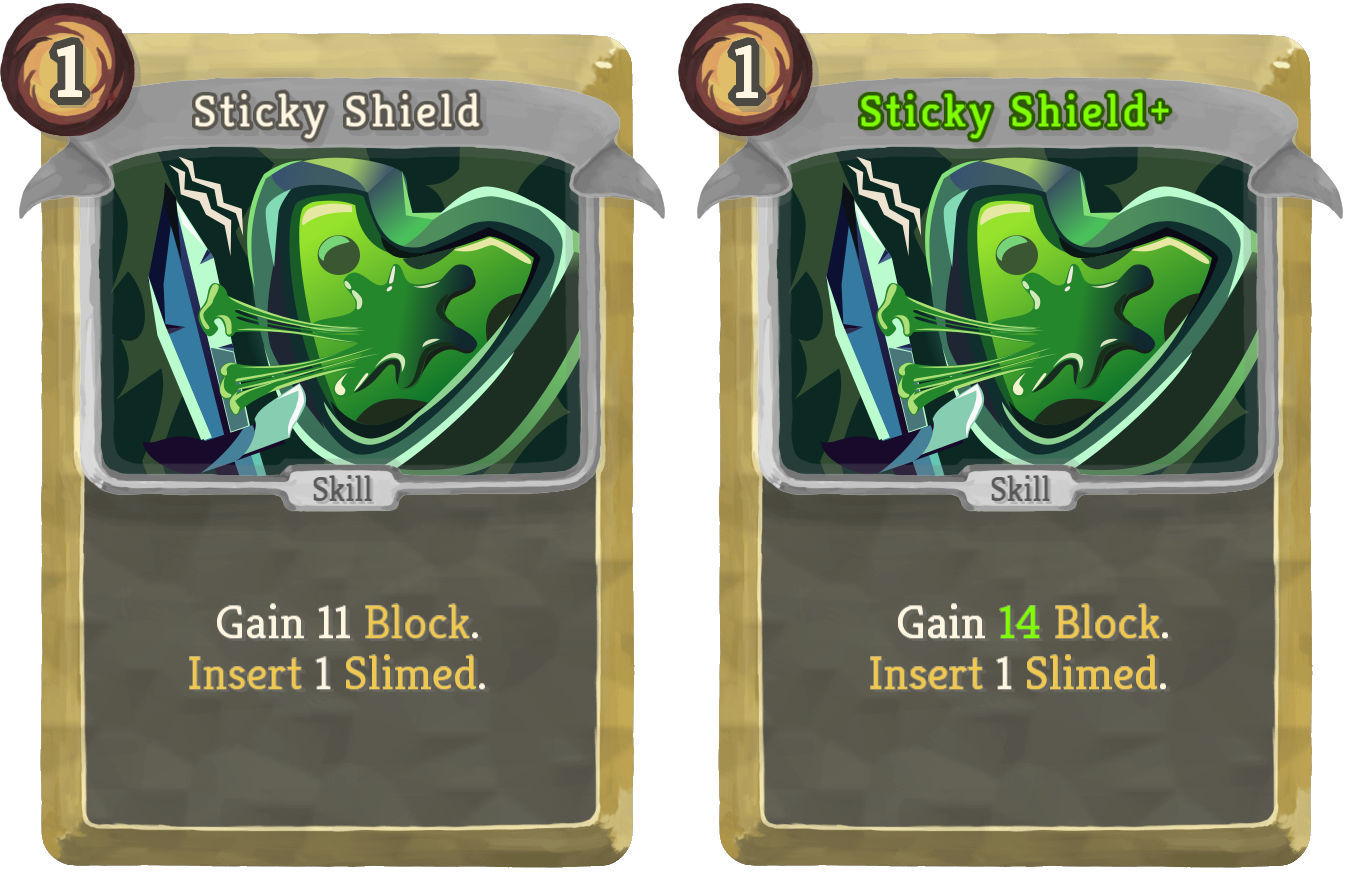 1
Sticky Shield
Skill
Gain 11 Block.
Insert 1 Slimed.
1
Sticky Shield+
Skill
Gain 14 Block.
Insert 1 Slimed.